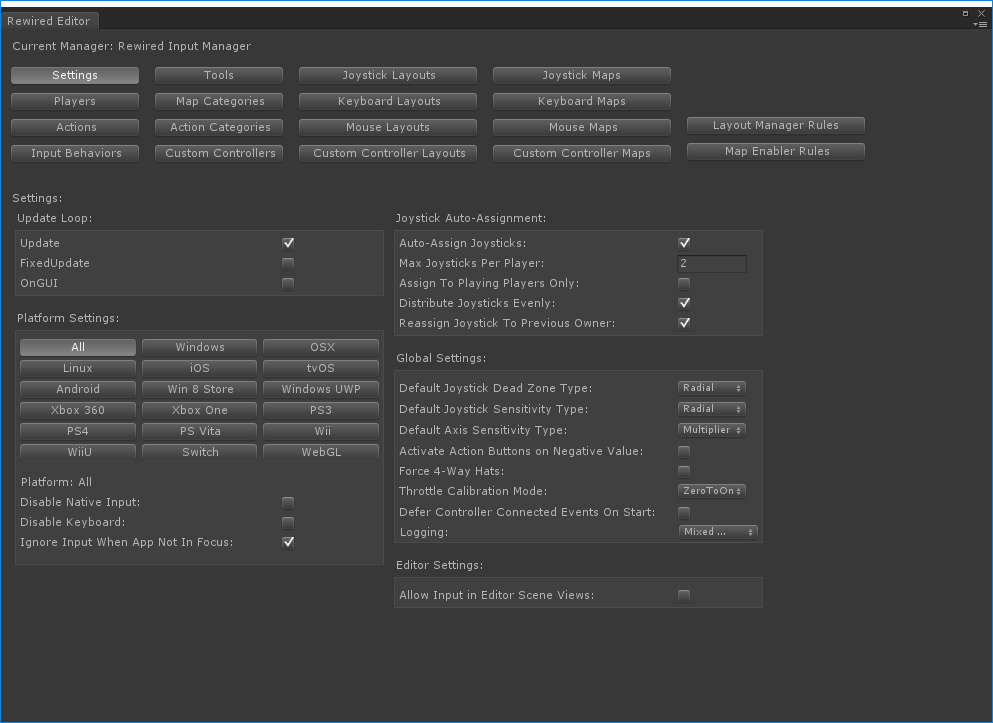 Rewired Editor
Current Manager: Rewired Input Manager
Settings Tools Joystick Layouts Joystick Maps
Players Map Categories Keyboard Layouts Keyboard Maps
Actions Action Categories Mouse Layouts Mouse Maps Layout Manager Rules
Input Behaviors Custom Controllers Custom Controller Layouts Custom Controller Maps Map Enabler Rules
Settings:
Update Loop:
Update
FixedUpdate
OnGUI
Platform Settings:
All Windows OSX
Linux iOS tvOS
Android Win 8 Store Windows UWP
Xbox 360 Xbox One PS3
PS4 PS Vita Wii
WiiU Switch WebGL
Platform: All
Disable Native Input:
Disable Keyboard:
Ignore Input When App Not In Focus:
Joystick Auto-Assignment:
Auto-Assign Joysticks:
Max Joysticks Per Player: 2
Assign To Playing Players Only:
Distribute Joysticks Evenly:
Reassign Joystick To Previous Owner:
Global Settings:
Default Joystick Dead Zone Type: Radial
Default Joystick Sensitivity Type: Radial
Default Axis Sensitivity Type: Multiplier
Activate Action Buttons on Negative Value:
Force 4-Way Hats:
Throttle Calibration Mode: ZeroToOn
Defer Controller Connected Events On Start:
Logging: Mixed ...
Editor Settings:
Allow Input in Editor Scene Views: